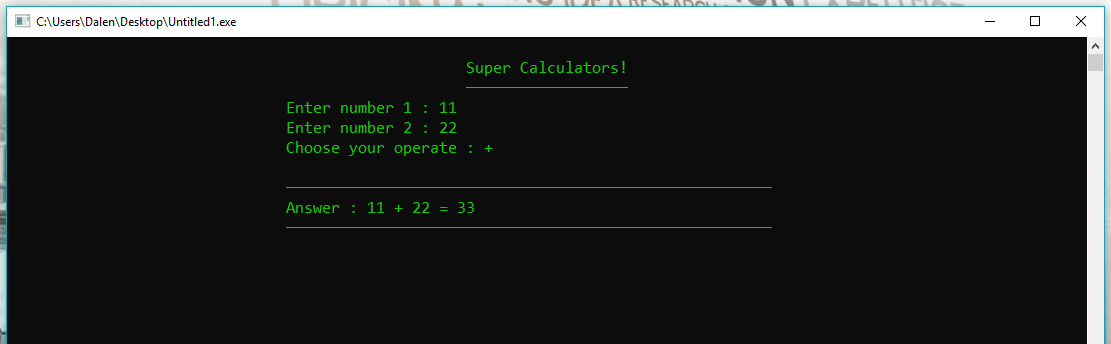 C:\Users\Dalen\Desktop\Untitled1.exe
Super Calculators!
Enter number 1 : 11
Enter number 2 : 22
Choose your operate : +
Answer : 11 + 22 = 33